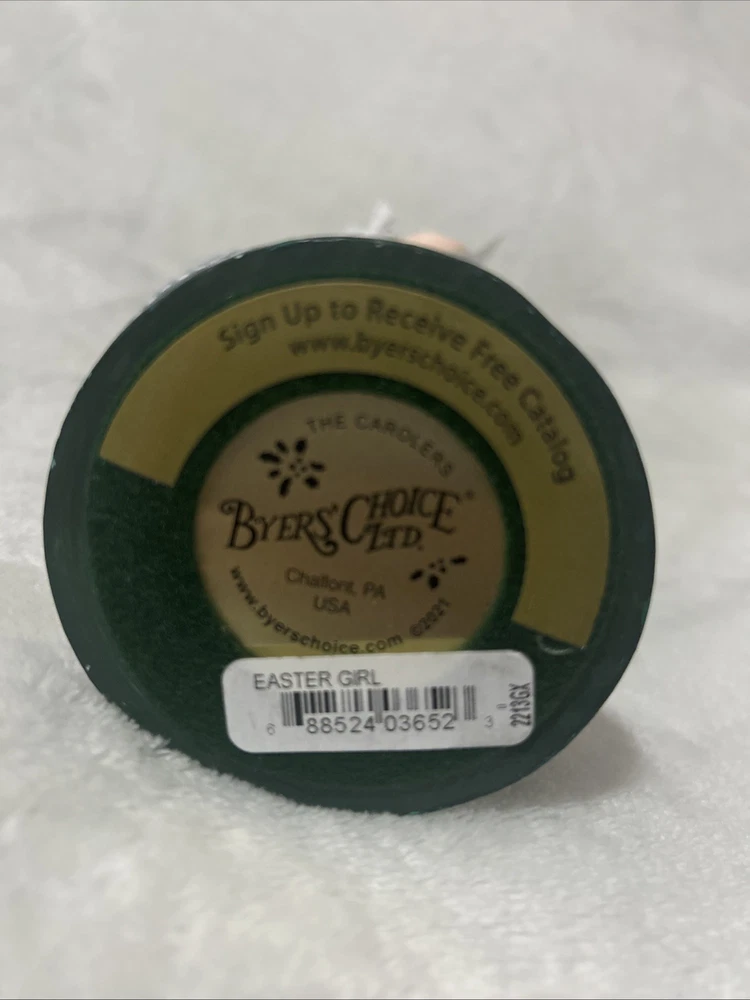 Sign Up to Receive Free Catalog
www.byerschoice.com
THE CAROLERS
BYERS' CHOICE®
LTD.
Chalfont, PA
USA
www.byerschoice.com ©2021
EASTER GIRL
6 88524 03652 3
8
2213GX